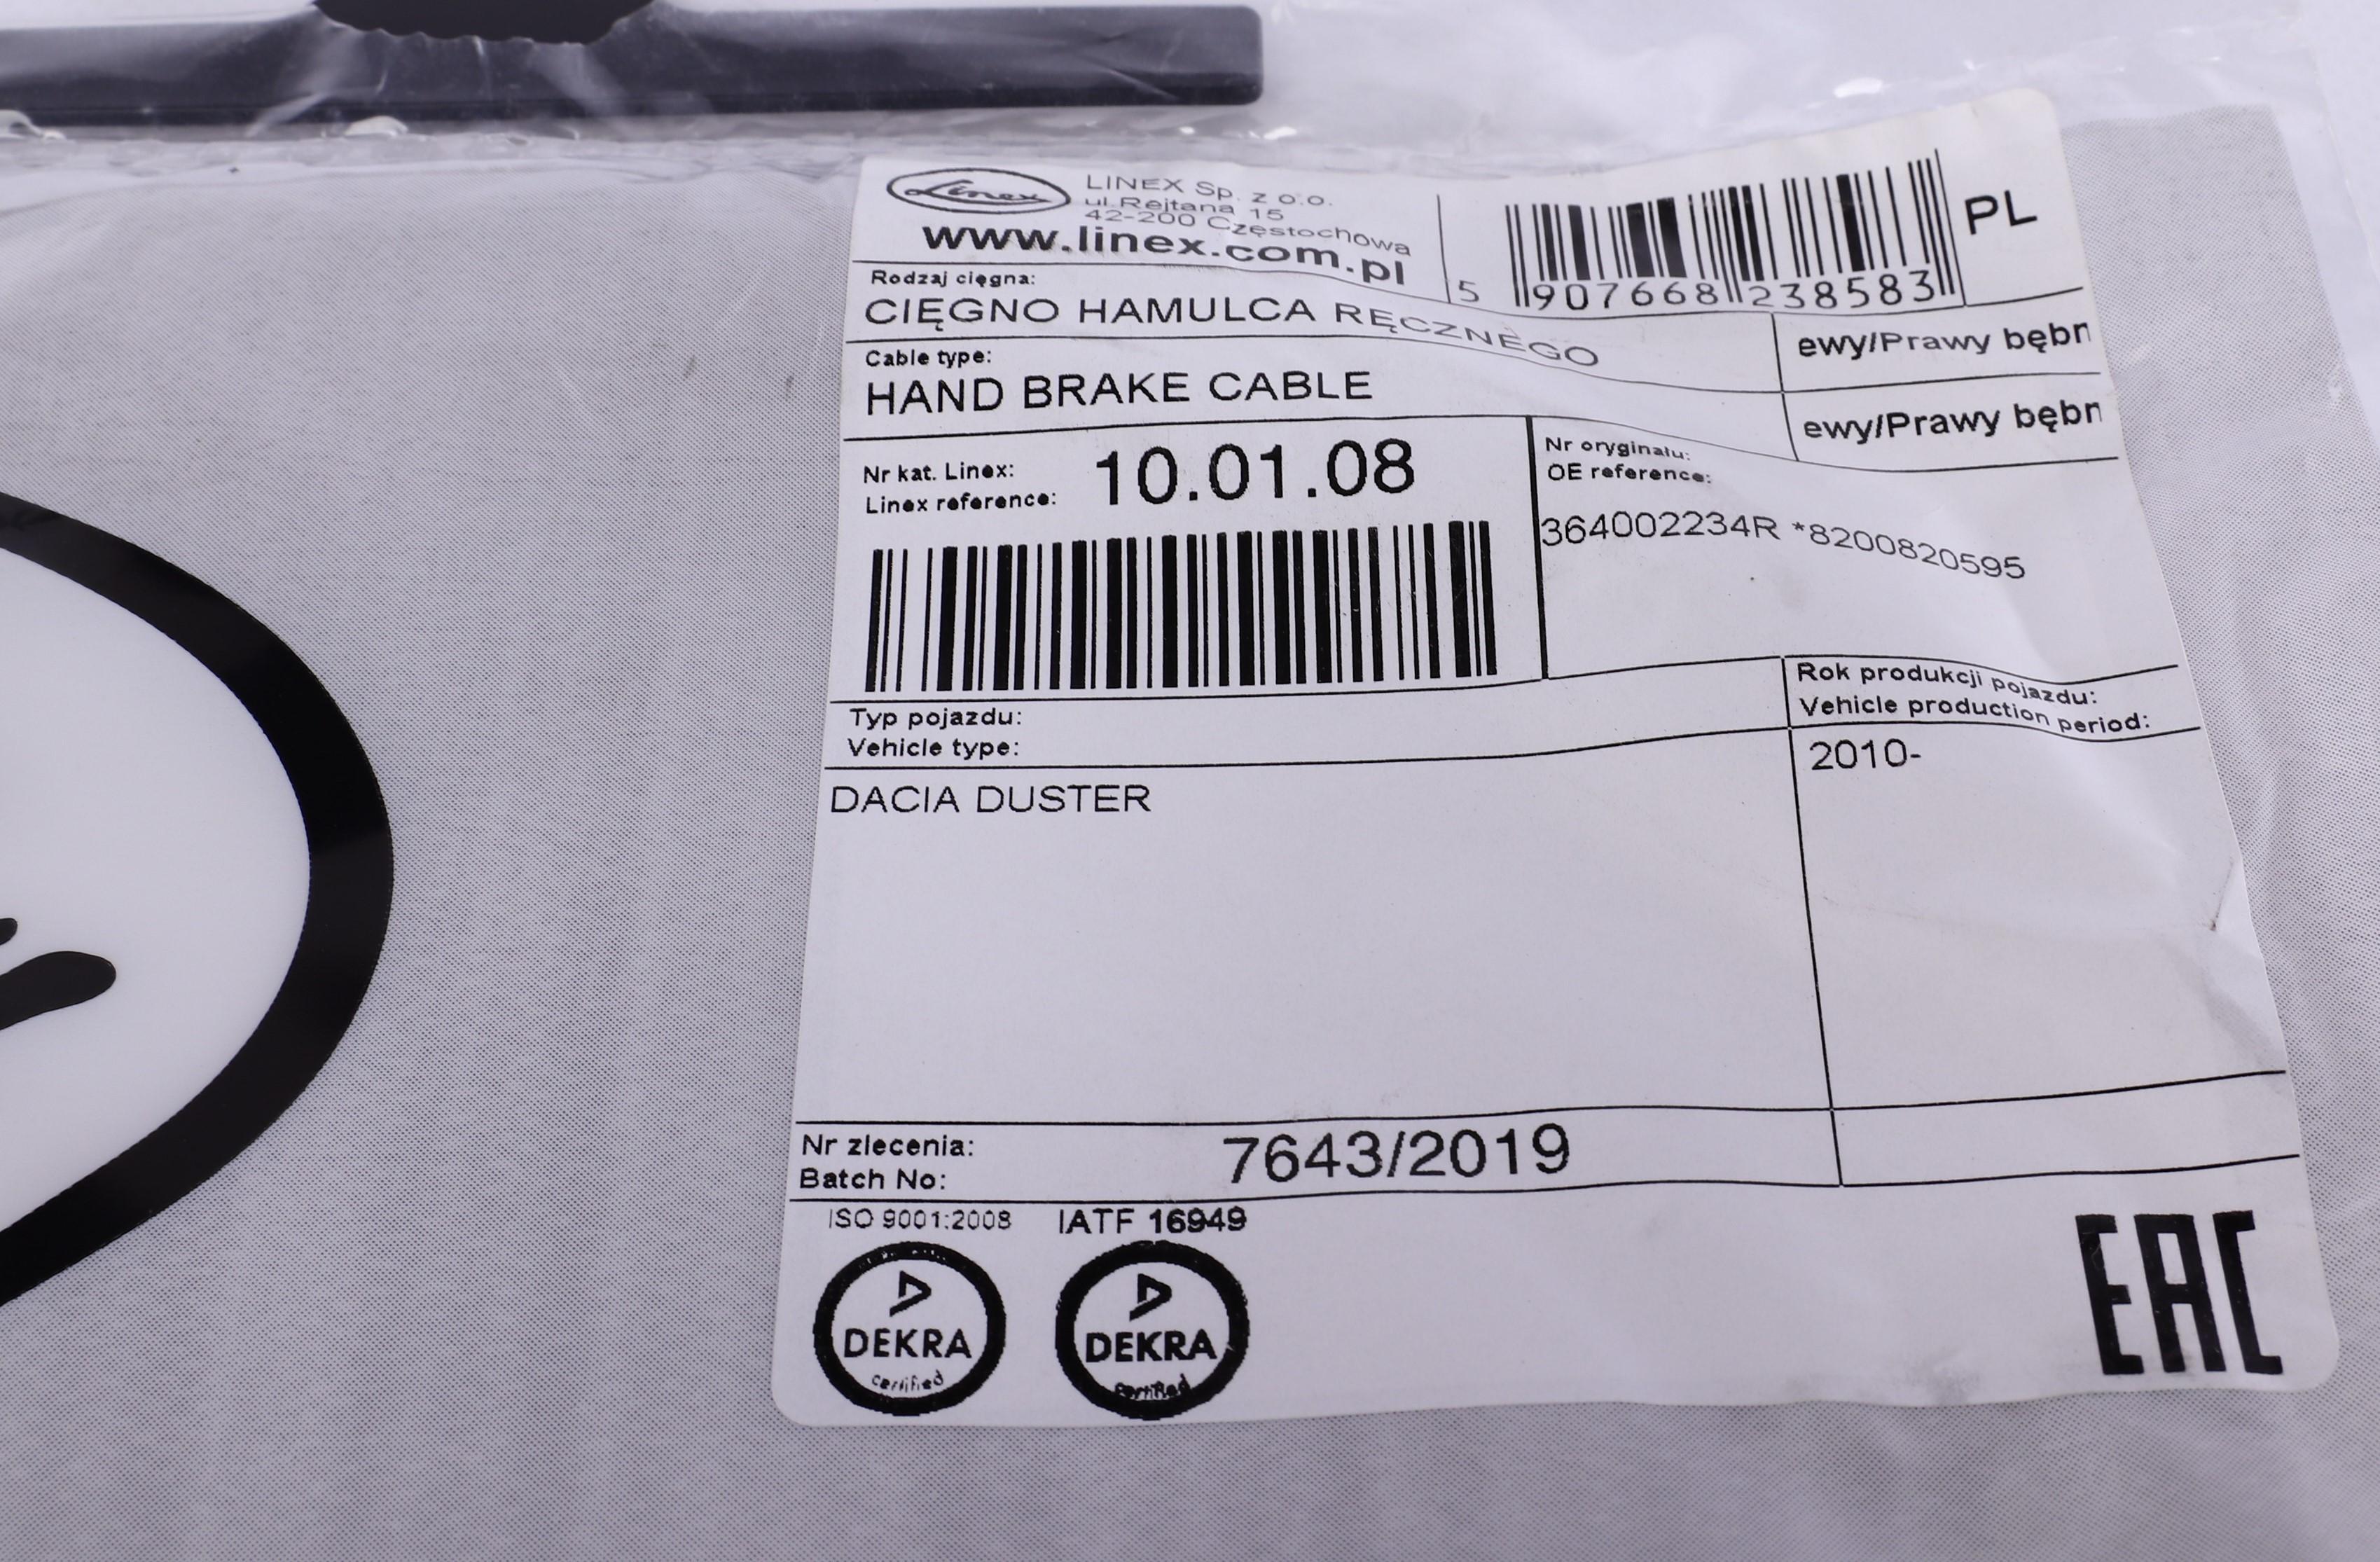 Linex
LINEX Sp. z o.o.
ul.Rejtana 15
42-200 Częstochowa
www.linex.com.pl
5 907668 238583
PL
Rodzaj cięgna:
CIĘGNO HAMULCA RĘCZNEGO
ewy/Prawy bębn
Cable type:
HAND BRAKE CABLE
ewy/Prawy bębn
Nr kat. Linex:
Linex reference:
10.01.08
Nr oryginału:
OE reference:
364002234R *8200820595
Typ pojazdu:
Vehicle type:
Rok produkcji pojazdu:
Vehicle production period:
DACIA DUSTER
2010-
Nr zlecenia:
Batch No:
7643/2019
ISO 9001:2008
IATF 16949
DEKRA
certified
DEKRA
certified
EAC